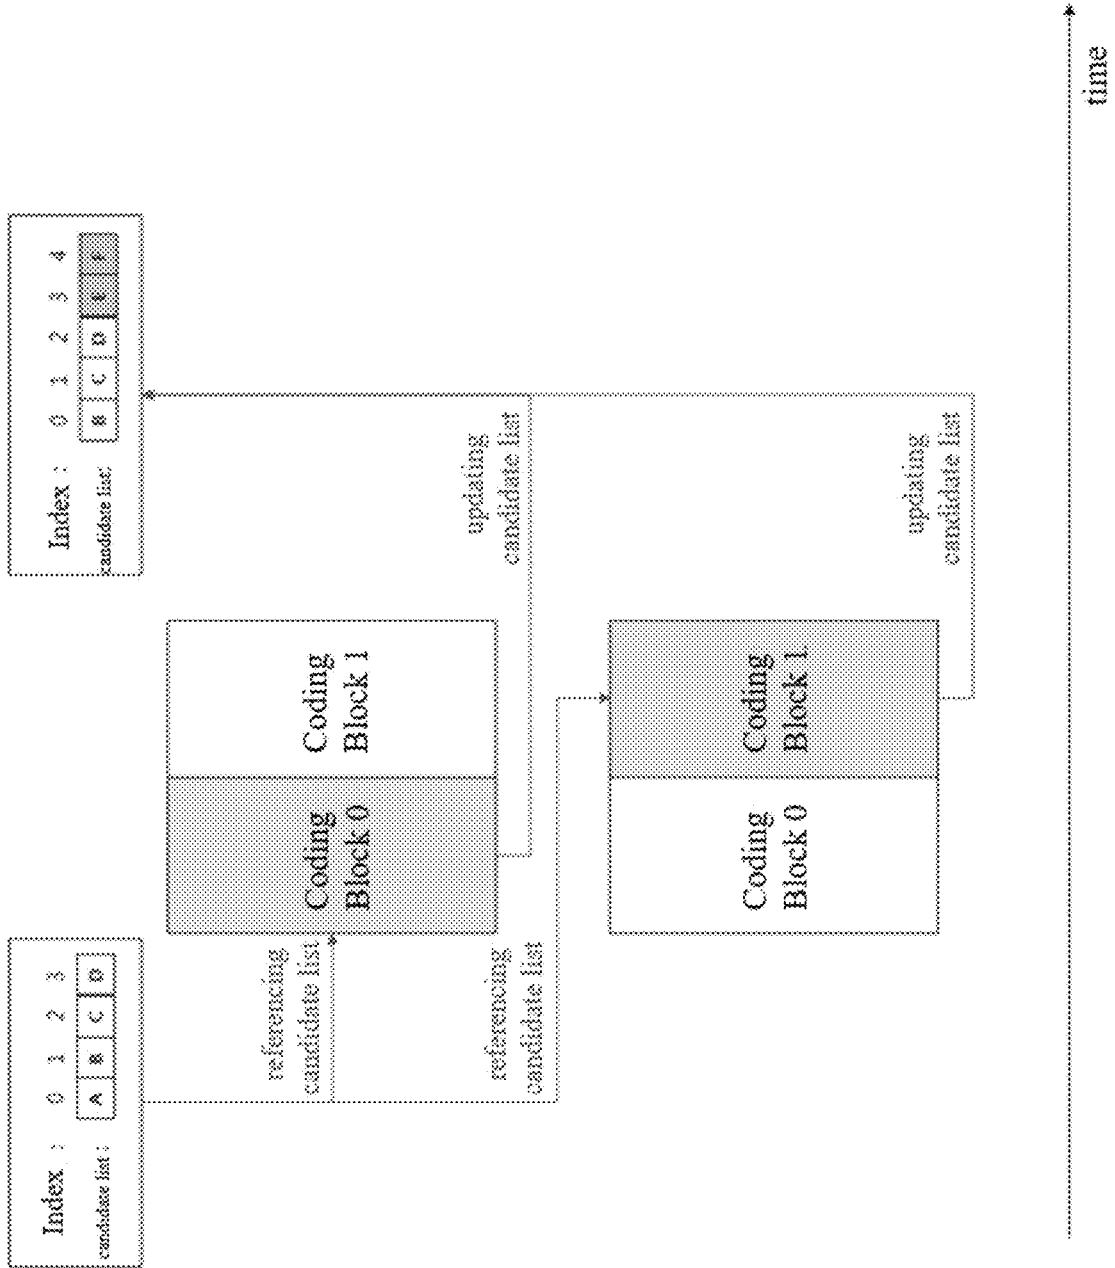 Index : 0 1 2 3
candidate list : A B C D
referencing
candidate list
referencing
candidate list
Coding
Block 0
Coding
Block 1
Coding
Block 0
Coding
Block 1
updating
candidate list
updating
candidate list
Index : 0 1 2 3 4
candidate list: B C D
time